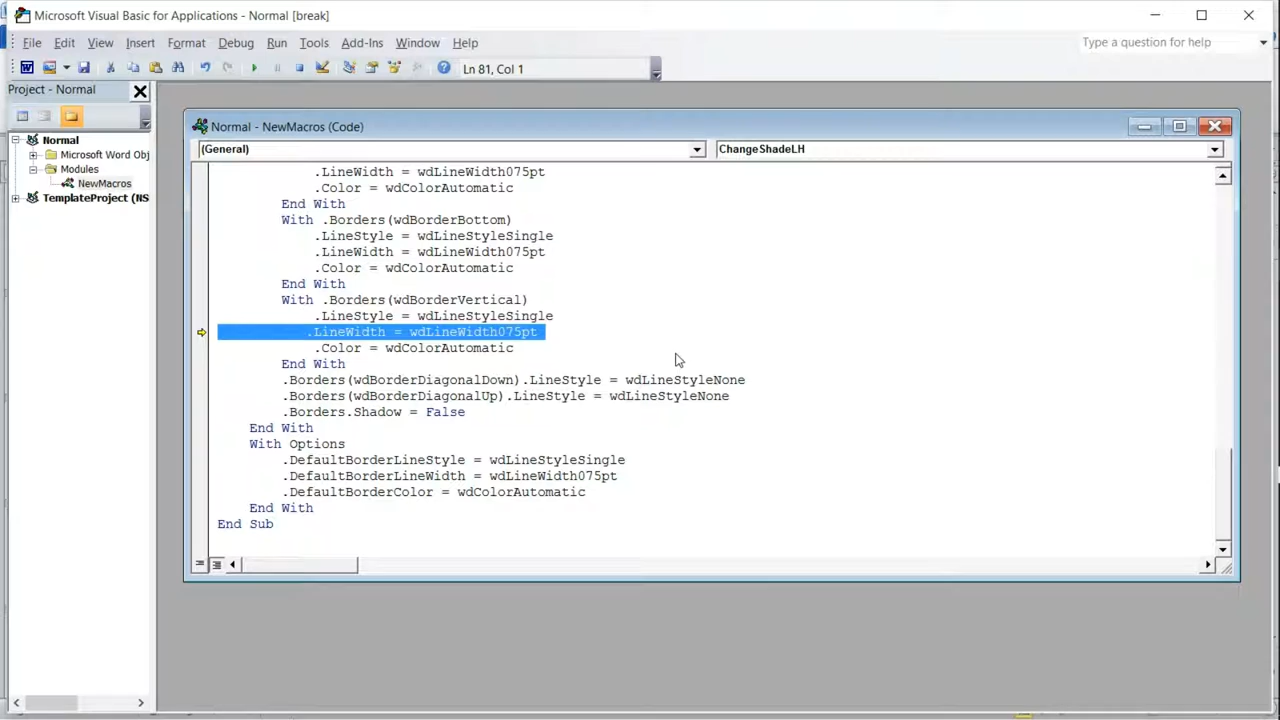 Microsoft Visual Basic for Applications - Normal [break]
File Edit View Insert Format Debug Run Tools Add-Ins Window Help
Type a question for help
Ln 81, Col 1
Project - Normal
Normal
Microsoft Word Obj
Modules
NewMacros
TemplateProject (NS
Normal - NewMacros (Code)
(General)
ChangeShadeLH
.LineWidth = wdLineWidth075pt
.Color = wdColorAutomatic
End With
With .Borders(wdBorderBottom)
.LineStyle = wdLineStyleSingle
.LineWidth = wdLineWidth075pt
.Color = wdColorAutomatic
End With
With .Borders(wdBorderVertical)
.LineStyle = wdLineStyleSingle
.LineWidth = wdLineWidth075pt
.Color = wdColorAutomatic
End With
.Borders(wdBorderDiagonalDown).LineStyle = wdLineStyleNone
.Borders(wdBorderDiagonalUp).LineStyle = wdLineStyleNone
.Borders.Shadow = False
End With
With Options
.DefaultBorderLineStyle = wdLineStyleSingle
.DefaultBorderLineWidth = wdLineWidth075pt
.DefaultBorderColor = wdColorAutomatic
End With
End Sub